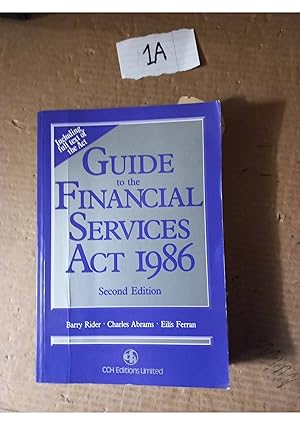 1A
Including
full text of
the Act
GUIDE
to the
FINANCIAL
SERVICES
ACT 1986
Second Edition
Barry Rider · Charles Abrams · Eilís Ferran
CCH Editions Limited